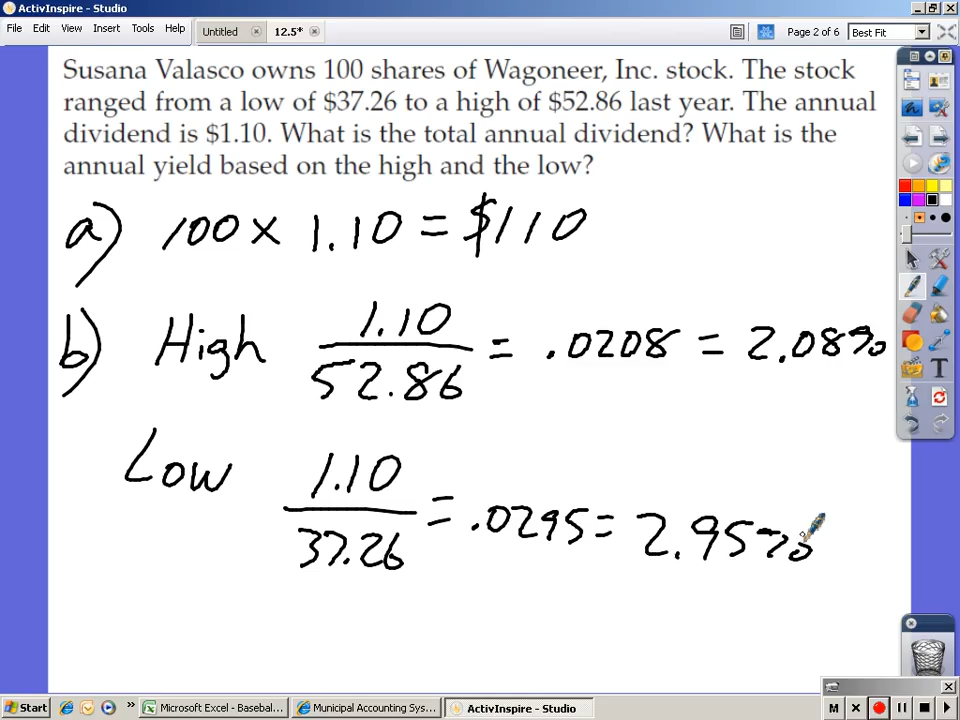 ActivInspire - Studio
File Edit View Insert Tools Help Untitled 12.5* Page 2 of 6 Best Fit
Susana Valasco owns 100 shares of Wagoneer, Inc. stock. The stock
ranged from a low of $37.26 to a high of $52.86 last year. The annual
dividend is $1.10. What is the total annual dividend? What is the
annual yield based on the high and the low?
a) 100 x 1.10 = $110
b) High 1.10/52.86 = .0208 = 2.08%
Low 1.10/37.26 = .0295 = 2.95%
Start Microsoft Excel - Basebal... Municipal Accounting Sys... ActivInspire - Studio M